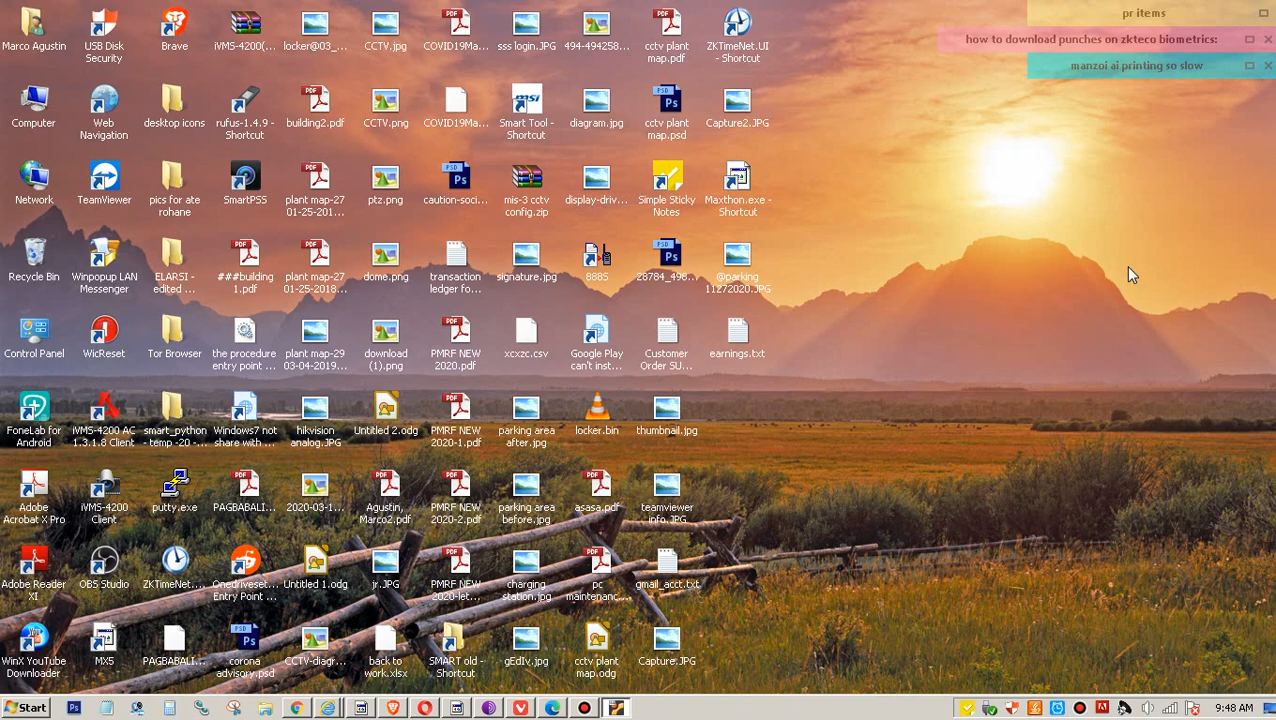 pr items
how to download punches on zkteco biometrics:
manzoi ai printing so slow
Marco Agustin
USB Disk
Security
Brave
iVMS-4200(...
locker@03_...
CCTV.jpg
COVID19Ma...
sss login.JPG
494-494258...
cctv plant
map.pdf
ZKTimeNet.UI
- Shortcut
Computer
Web
Navigation
desktop icons
rufus-1.4.9 -
Shortcut
building2.pdf
CCTV.png
COVID19Ma...
Smart Tool -
Shortcut
diagram.jpg
cctv plant
map.psd
Capture2.JPG
Network
TeamViewer
pics for ate
rohane
SmartPSS
plant map-27
01-25-201...
ptz.png
caution-soci...
mis-3 cctv
config.zip
display-driv...
Simple Sticky
Notes
Maxthon.exe -
Shortcut
Recycle Bin
Winpopup LAN
Messenger
ELARSI -
edited ...
###building
1.pdf
plant map-27
01-25-2018...
dome.png
transaction
ledger fo...
signature.jpg
888S
28784_498...
@parking
11272020.JPG
Control Panel
WicReset
Tor Browser
the procedure
entry point ...
plant map-29
03-04-2019...
download
(1).png
PMRF NEW
2020.pdf
xcxzc.csv
Google Play
can't inst...
Customer
Order SU...
earnings.txt
FoneLab for
Android
iVMS-4200 AC
1.3.1.8 Client
smart_python
- temp -20 -...
Windows7 not
share with ...
hikvision
analog.JPG
Untitled 2.odg
PMRF NEW
2020-1.pdf
parking area
after.jpg
locker.bin
thumbnail.jpg
Adobe
Acrobat X Pro
iVMS-4200
Client
putty.exe
PAGBABALI...
2020-03-1...
Agustin,
Marco2.pdf
PMRF NEW
2020-2.pdf
parking area
before.jpg
asasa.pdf
teamviewer
info.JPG
Adobe Reader
XI
OBS Studio
ZKTimeNet....
Onedriveset...
Entry Point ...
Untitled 1.odg
jr.JPG
PMRF NEW
2020-let...
charging
station.jpg
pc
maintenanc...
gmail_acct.txt
WinX YouTube
Downloader
MX5
PAGBABALI...
corona
advisory.psd
CCTV-diagr...
back to
work.xlsx
SMART old -
Shortcut
gEdIv.jpg
cctv plant
map.odg
Capture.JPG
Start
9:48 AM